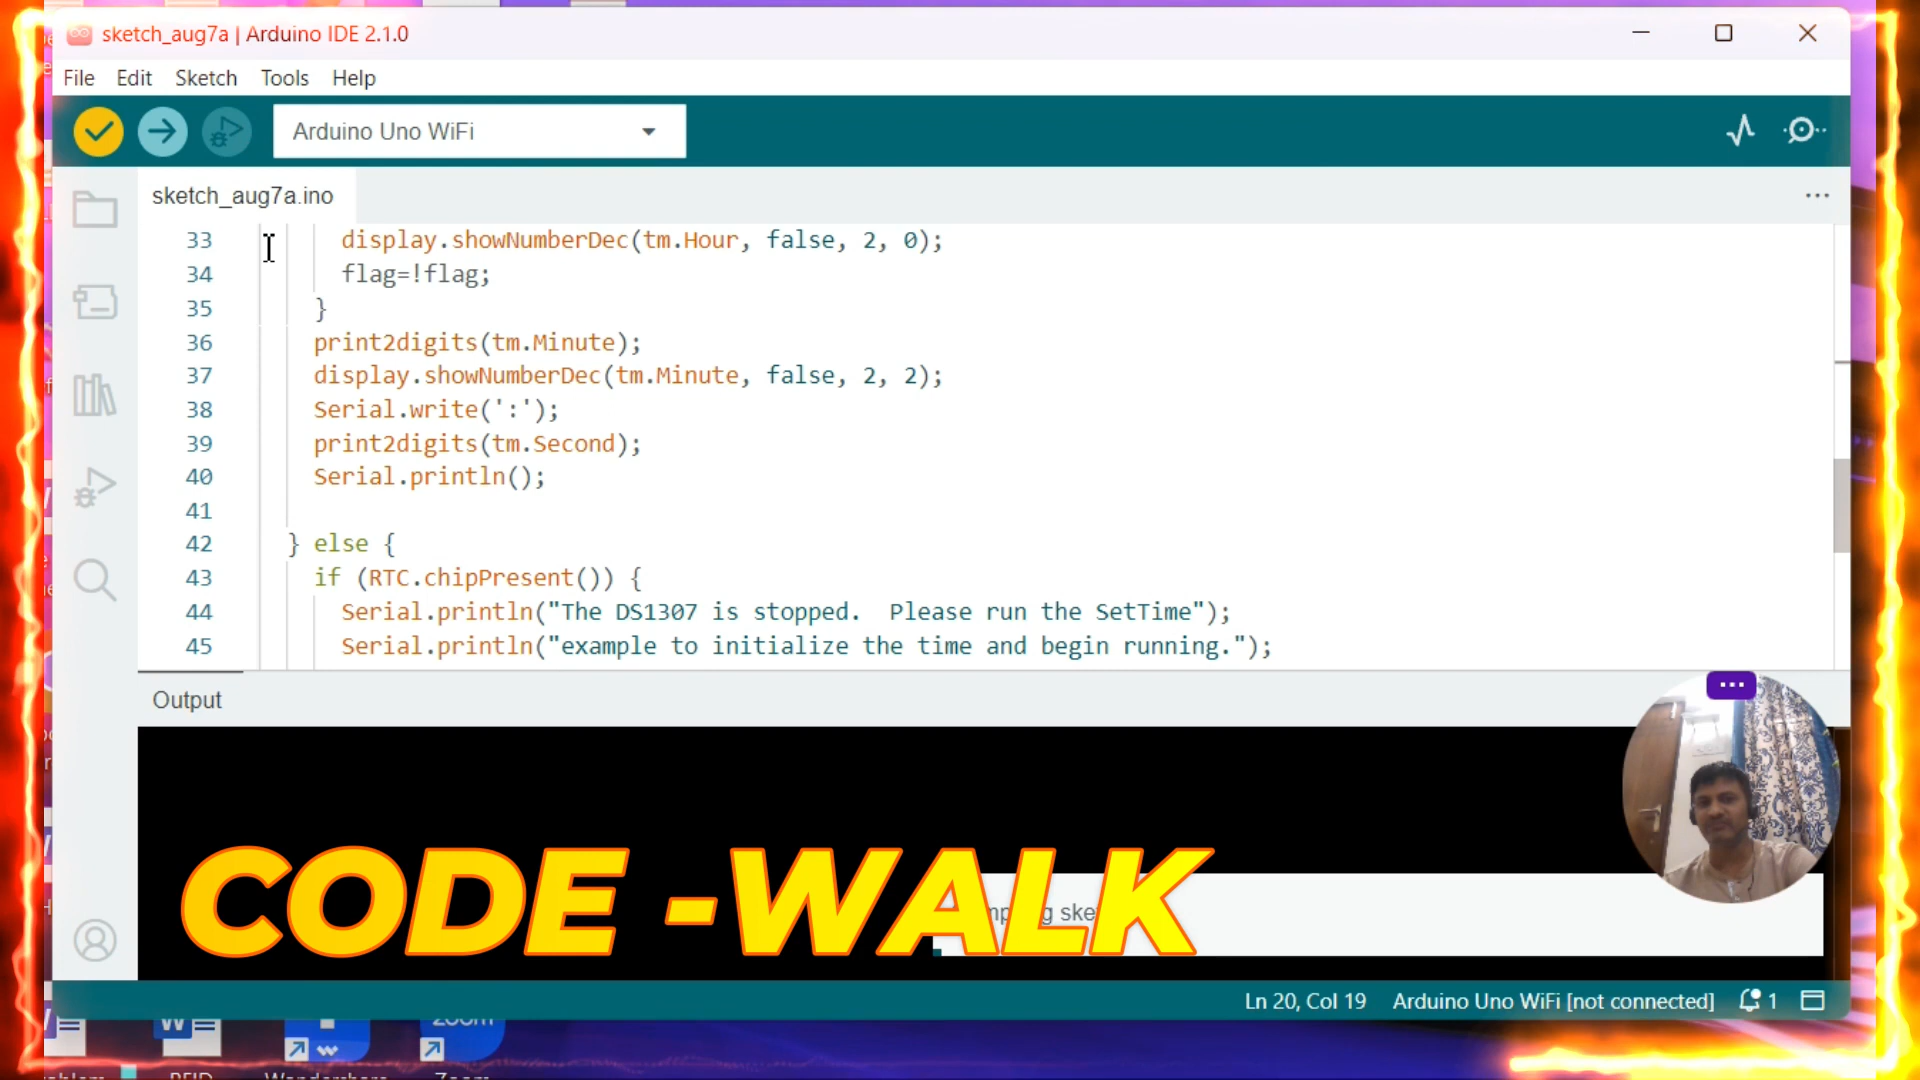 sketch_aug7a | Arduino IDE 2.1.0
File Edit Sketch Tools Help
Arduino Uno WiFi
sketch_aug7a.ino
33 display.showNumberDec(tm.Hour, false, 2, 0);
34 flag=!flag;
35 }
36 print2digits(tm.Minute);
37 display.showNumberDec(tm.Minute, false, 2, 2);
38 Serial.write(':');
39 print2digits(tm.Second);
40 Serial.println();
41
42 } else {
43 if (RTC.chipPresent()) {
44 Serial.println("The DS1307 is stopped.  Please run the SetTime");
45 Serial.println("example to initialize the time and begin running.");
Output
CODE -WALK
Ln 20, Col 19 Arduino Uno WiFi [not connected] 1